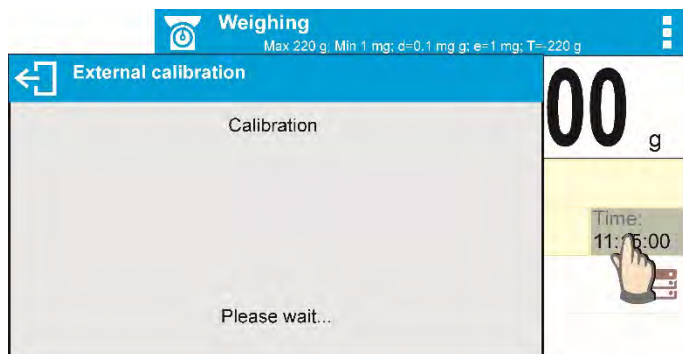 Weighing
Max 220 g; Min 1 mg; d=0.1 mg g; e=1 mg; T=-220 g
External calibration
Calibration
00 g
Time:
Please wait...